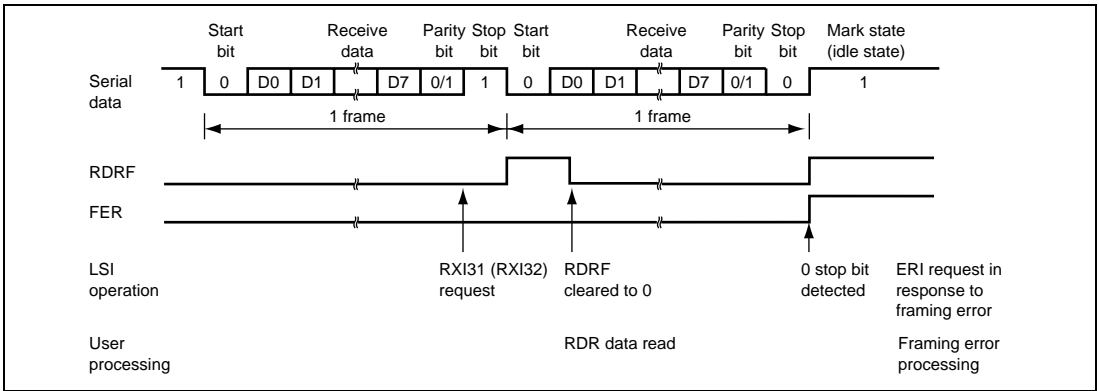 Start bit Receive data Parity bit Stop bit Start bit Receive data Parity bit Stop bit Mark state (idle state)
Serial data 1 0 D0 D1 D7 0/1 1 0 D0 D1 D7 0/1 0 1
1 frame 1 frame
RDRF
FER
LSI operation RXI31 (RXI32) request RDRF cleared to 0 0 stop bit detected ERI request in response to framing error
User processing RDR data read Framing error processing